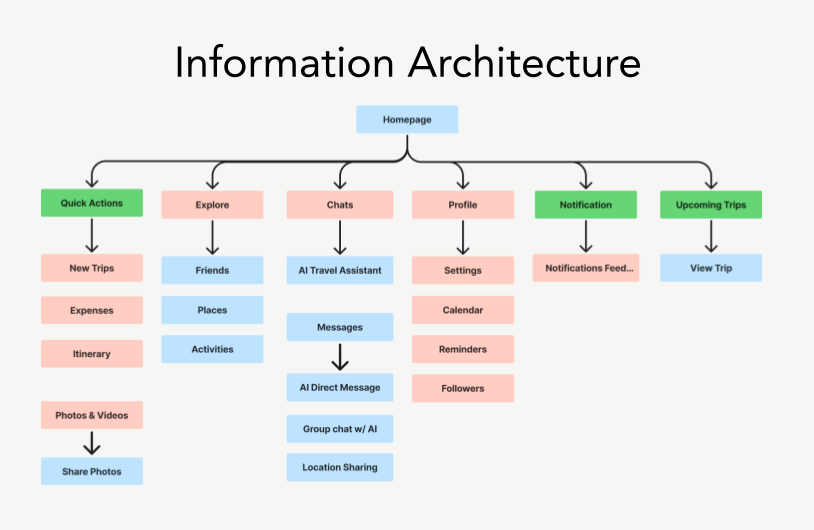 Information Architecture
Homepage
Quick Actions
Explore
Chats
Profile
Notification
Upcoming Trips
New Trips
Expenses
Itinerary
Photos & Videos
Share Photos
Friends
Places
Activities
AI Travel Assistant
Messages
AI Direct Message
Group chat w/ AI
Location Sharing
Settings
Calendar
Reminders
Followers
Notifications Feed...
View Trip